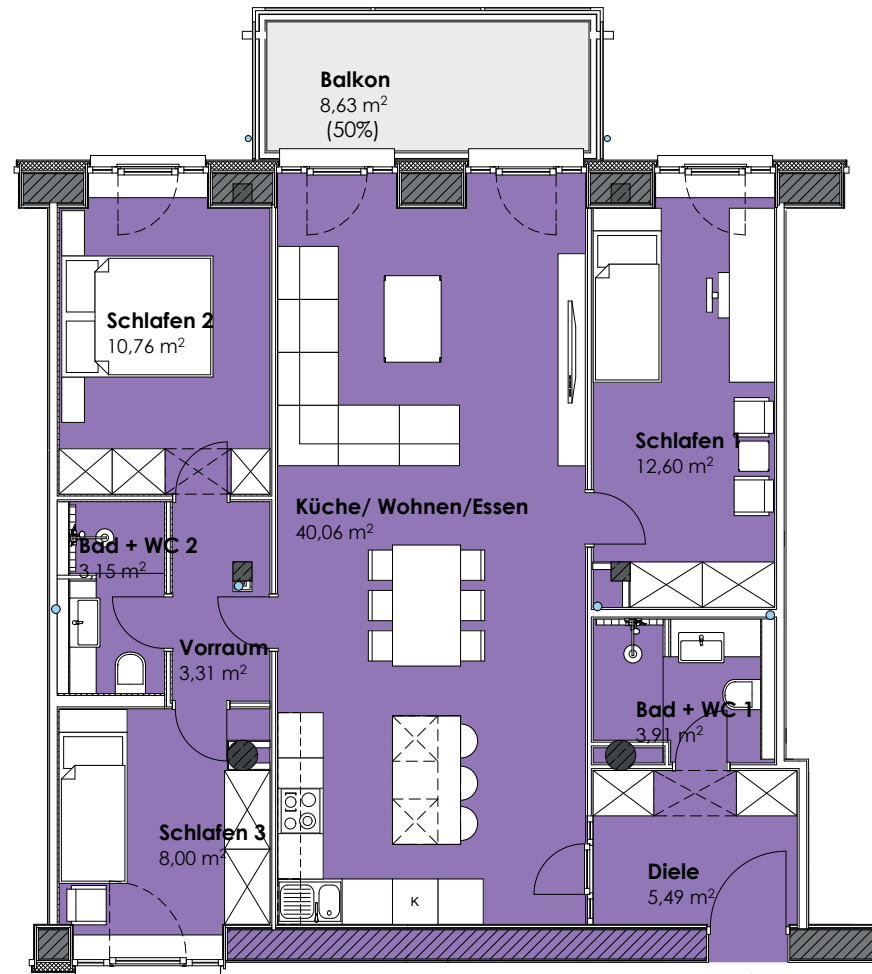 Balkon
8,63 m²
(50%)
Schlafen 2
10,76 m²
Schlafen 1
12,60 m²
Küche/ Wohnen/Essen
40,06 m²
Bad + WC 2
3,15 m²
Vorraum
3,31 m²
Bad + WC 1
3,91 m²
Schlafen 3
8,00 m²
Diele
5,49 m²
K